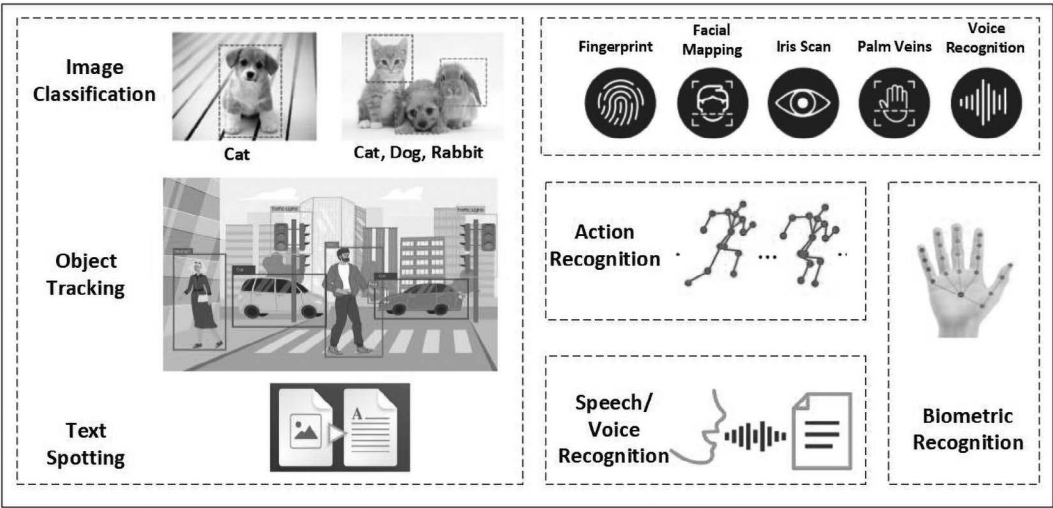 Image
Classification
Cat
Cat, Dog, Rabbit
Object
Tracking
Text
Spotting
A
Fingerprint
Facial
Mapping
Iris Scan
Palm Veins
Voice
Recognition
Action
Recognition
...
Speech/
Voice
Recognition
Biometric
Recognition